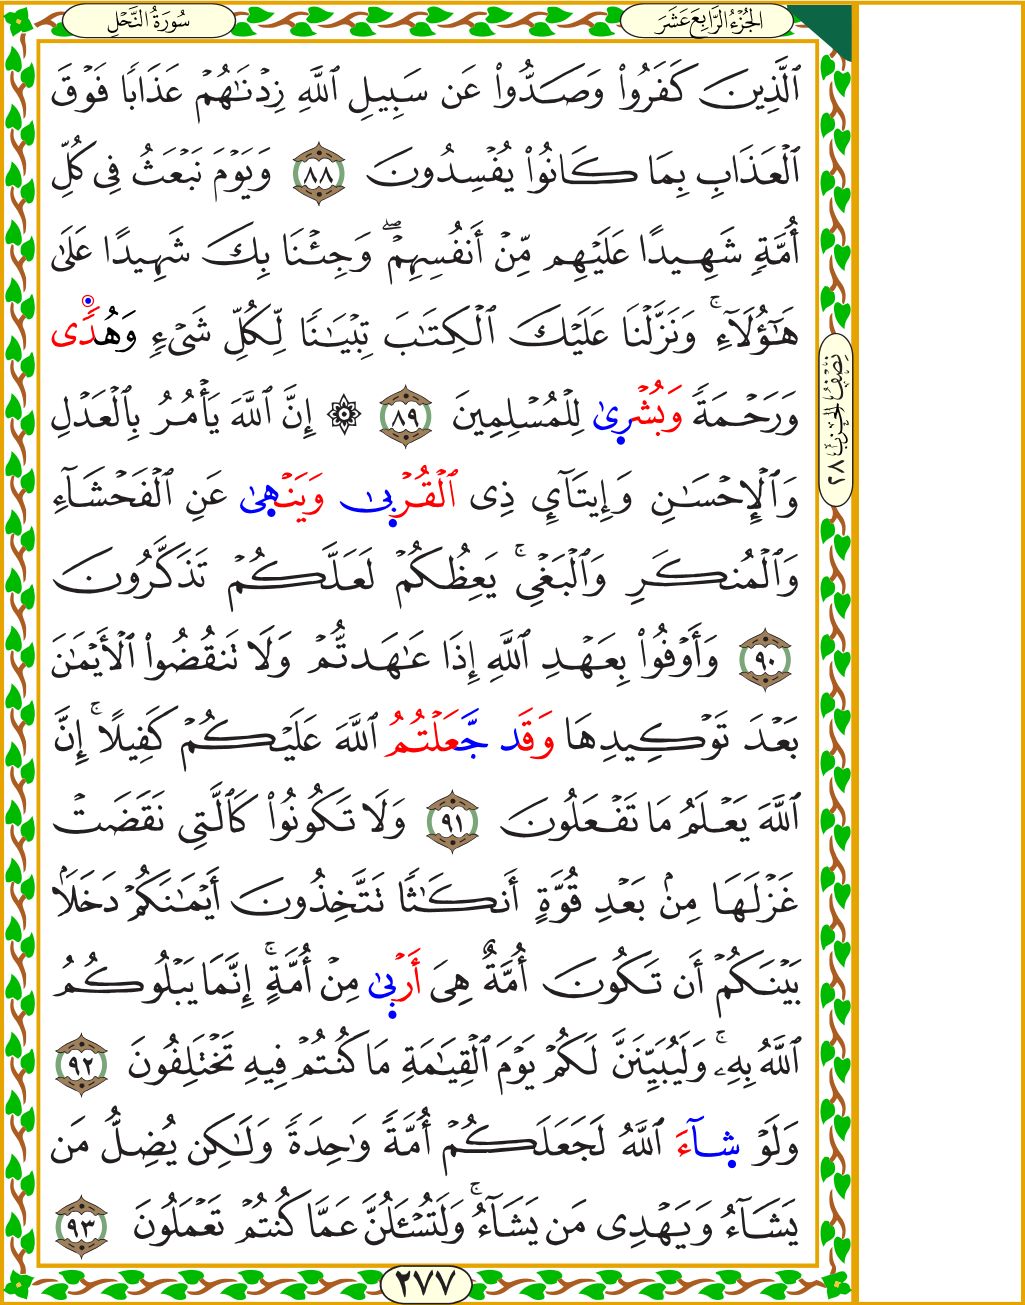 الجُزْءُ الرَّابِعَ عَشَرَ
سُورَةُ النَّحْلِ
ٱلَّذِينَ كَفَرُواْ وَصَدُّواْ عَن سَبِيلِ ٱللَّهِ زِدۡنَٰهُمۡ عَذَابٗا فَوۡقَ
ٱلۡعَذَابِ بِمَا كَانُواْ يُفۡسِدُونَ ٨٨ وَيَوۡمَ نَبۡعَثُ فِي كُلِّ
أُمَّةٖ شَهِيدًا عَلَيۡهِم مِّنۡ أَنفُسِهِمۡۖ وَجِئۡنَا بِكَ شَهِيدًا عَلَىٰ
هَٰٓؤُلَآءِۚ وَنَزَّلۡنَا عَلَيۡكَ ٱلۡكِتَٰبَ تِبۡيَٰنٗا لِّكُلِّ شَيۡءٖ وَهُدٗى
وَرَحۡمَةٗ وَبُشۡرِىٰ لِلۡمُسۡلِمِينَ ٨٩ ۞ إِنَّ ٱللَّهَ يَأۡمُرُ بِٱلۡعَدۡلِ
وَٱلۡإِحۡسَٰنِ وَإِيتَآيِٕ ذِي ٱلۡقُرۡبىٰ وَيَنۡهىٰ عَنِ ٱلۡفَحۡشَآءِ
وَٱلۡمُنكَرِ وَٱلۡبَغۡيِۚ يَعِظُكُمۡ لَعَلَّكُمۡ تَذَكَّرُونَ
٩٠ وَأَوۡفُواْ بِعَهۡدِ ٱللَّهِ إِذَا عَٰهَدتُّمۡ وَلَا تَنقُضُواْ ٱلۡأَيۡمَٰنَ
بَعۡدَ تَوۡكِيدِهَا وَقَد جَّعَلۡتُمُ ٱللَّهَ عَلَيۡكُمۡ كَفِيلًاۚ إِنَّ
ٱللَّهَ يَعۡلَمُ مَا تَفۡعَلُونَ ٩١ وَلَا تَكُونُواْ كَٱلَّتِي نَقَضَتۡ
غَزۡلَهَا مِنۢ بَعۡدِ قُوَّةٍ أَنكَٰثٗا تَتَّخِذُونَ أَيۡمَٰنَكُمۡ دَخَلَۢا
بَيۡنَكُمۡ أَن تَكُونَ أُمَّةٌ هِيَ أَرۡبىٰ مِنۡ أُمَّةٍۚ إِنَّمَا يَبۡلُوكُمُ
ٱللَّهُ بِهِۦۚ وَلَيُبَيِّنَنَّ لَكُمۡ يَوۡمَ ٱلۡقِيَٰمَةِ مَا كُنتُمۡ فِيهِ تَخۡتَلِفُونَ ٩٢
وَلَوۡ شَآءَ ٱللَّهُ لَجَعَلَكُمۡ أُمَّةٗ وَٰحِدَةٗ وَلَٰكِن يُضِلُّ مَن
يَشَآءُ وَيَهۡدِي مَن يَشَآءُۚ وَلَتُسۡـَٔلُنَّ عَمَّا كُنتُمۡ تَعۡمَلُونَ ٩٣
نِصْفُ الحِزْبِ ٢٨
٢٧٧